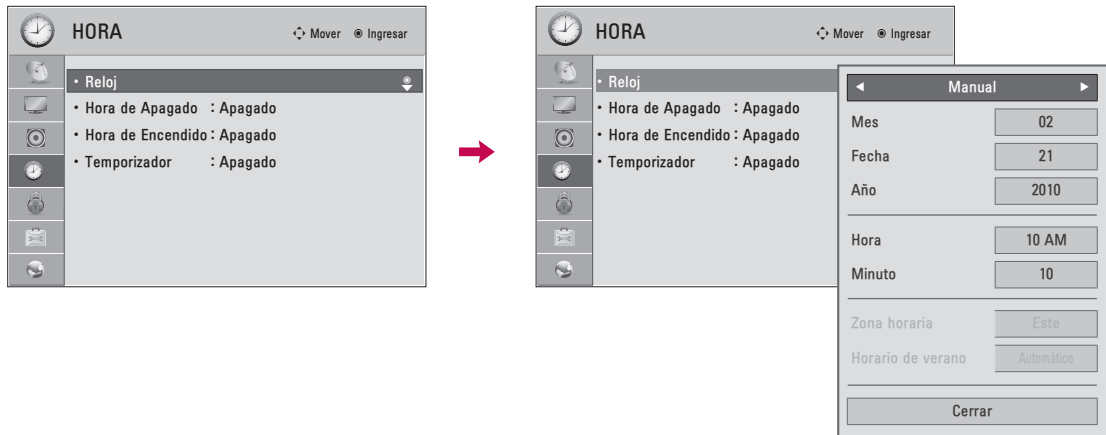 HORA
Mover Ingresar
• Reloj
• Hora de Apagado : Apagado
• Hora de Encendido : Apagado
• Temporizador : Apagado
HORA
Mover Ingresar
• Reloj
• Hora de Apagado : Apagado
• Hora de Encendido : Apagado
• Temporizador : Apagado
Manual
Mes 02
Fecha 21
Año 2010
Hora 10 AM
Minuto 10
Zona horaria Este
Horario de verano Automático
Cerrar